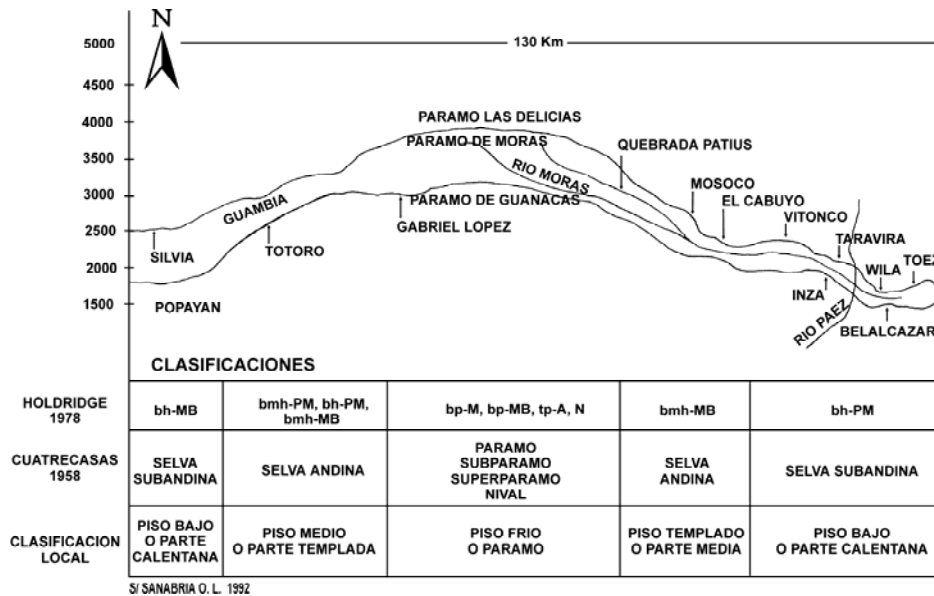 N
5000
130 Km
4500
4000
PARAMO LAS DELICIAS
PARAMO DE MORAS
QUEBRADA PATIUS
3500
RIO MORAS
MOSOCO
3000
GUAMBIA
PARAMO DE GUANACAS
EL CABUYO
GABRIEL LOPEZ
VITONCO
2500
TOTORO
TARAVIRA
SILVIA
WILA
TOEZ
2000
INZA
1500
POPAYAN
RIO PAEZ
BELALCAZAR
CLASIFICACIONES
HOLDRIDGE
1978
bh-MB
bmh-PM, bh-PM,
bmh-MB
bp-M, bp-MB, tp-A, N
bmh-MB
bh-PM
CUATRECASAS
1958
SELVA
SUBANDINA
SELVA ANDINA
PARAMO
SUBPARAMO
SUPERPARAMO
NIVAL
SELVA
ANDINA
SELVA SUBANDINA
CLASIFICACION
LOCAL
PISO BAJO
O PARTE
CALENTANA
PISO MEDIO
O PARTE TEMPLADA
PISO FRIO
O PARAMO
PISO TEMPLADO
O PARTE MEDIA
PISO BAJO
O PARTE CALENTANA
S/ SANABRIA O. L. 1992